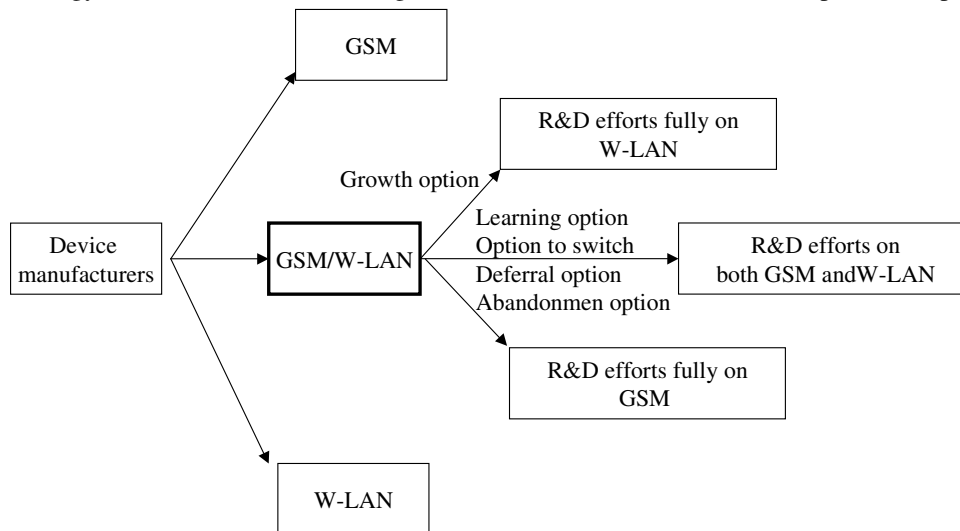 GSM
R&D efforts fully on
W-LAN
Growth option
Learning option
Option to switch
Deferral option
Abandonmen option
Device
manufacturers
GSM/W-LAN
R&D efforts on
both GSM andW-LAN
R&D efforts fully on
GSM
W-LAN